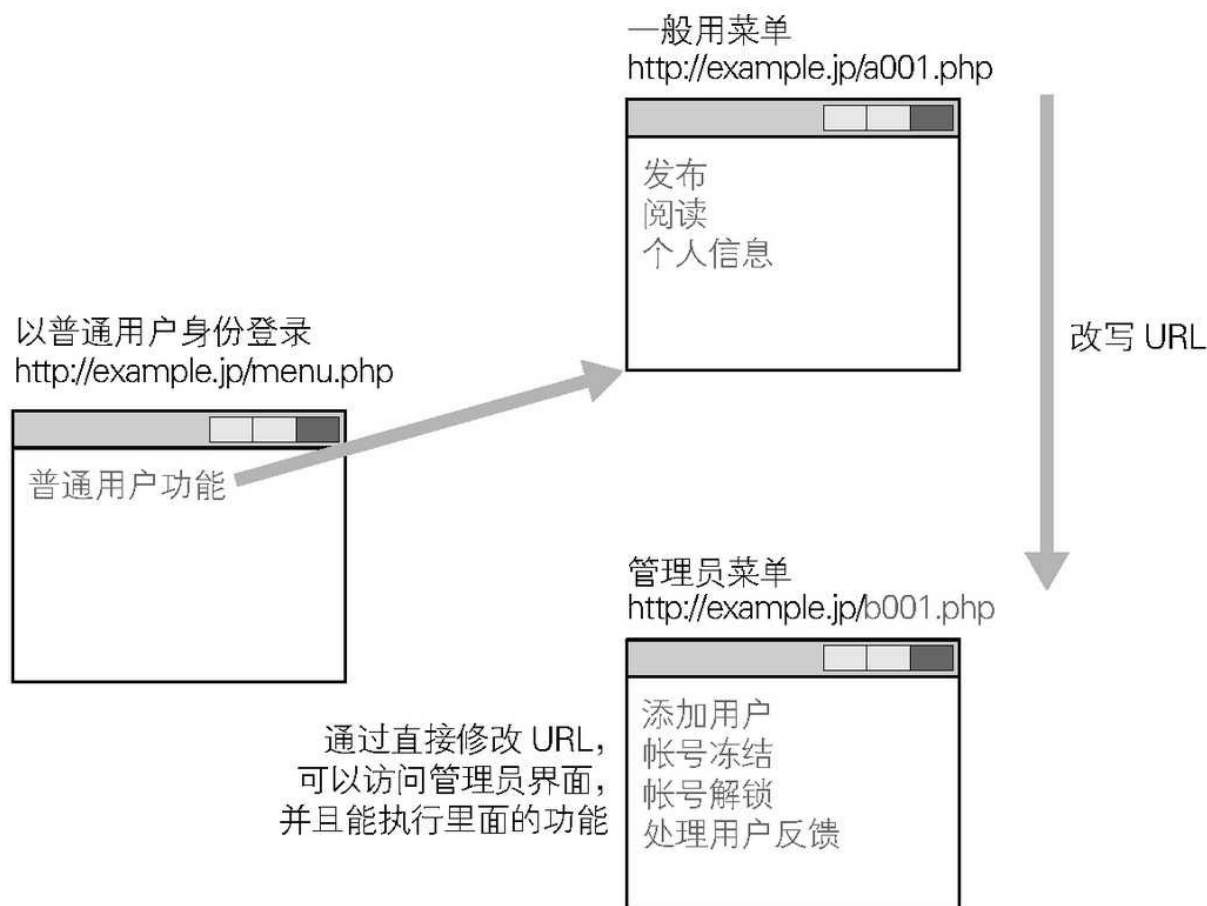 一般用菜单
http://example.jp/a001.php
发布
阅读
个人信息
改写 URL
以普通用户身份登录
http://example.jp/menu.php
普通用户功能
管理员菜单
http://example.jp/b001.php
添加用户
帐号冻结
帐号解锁
处理用户反馈
通过直接修改 URL，
可以访问管理员界面，
并且能执行里面的功能